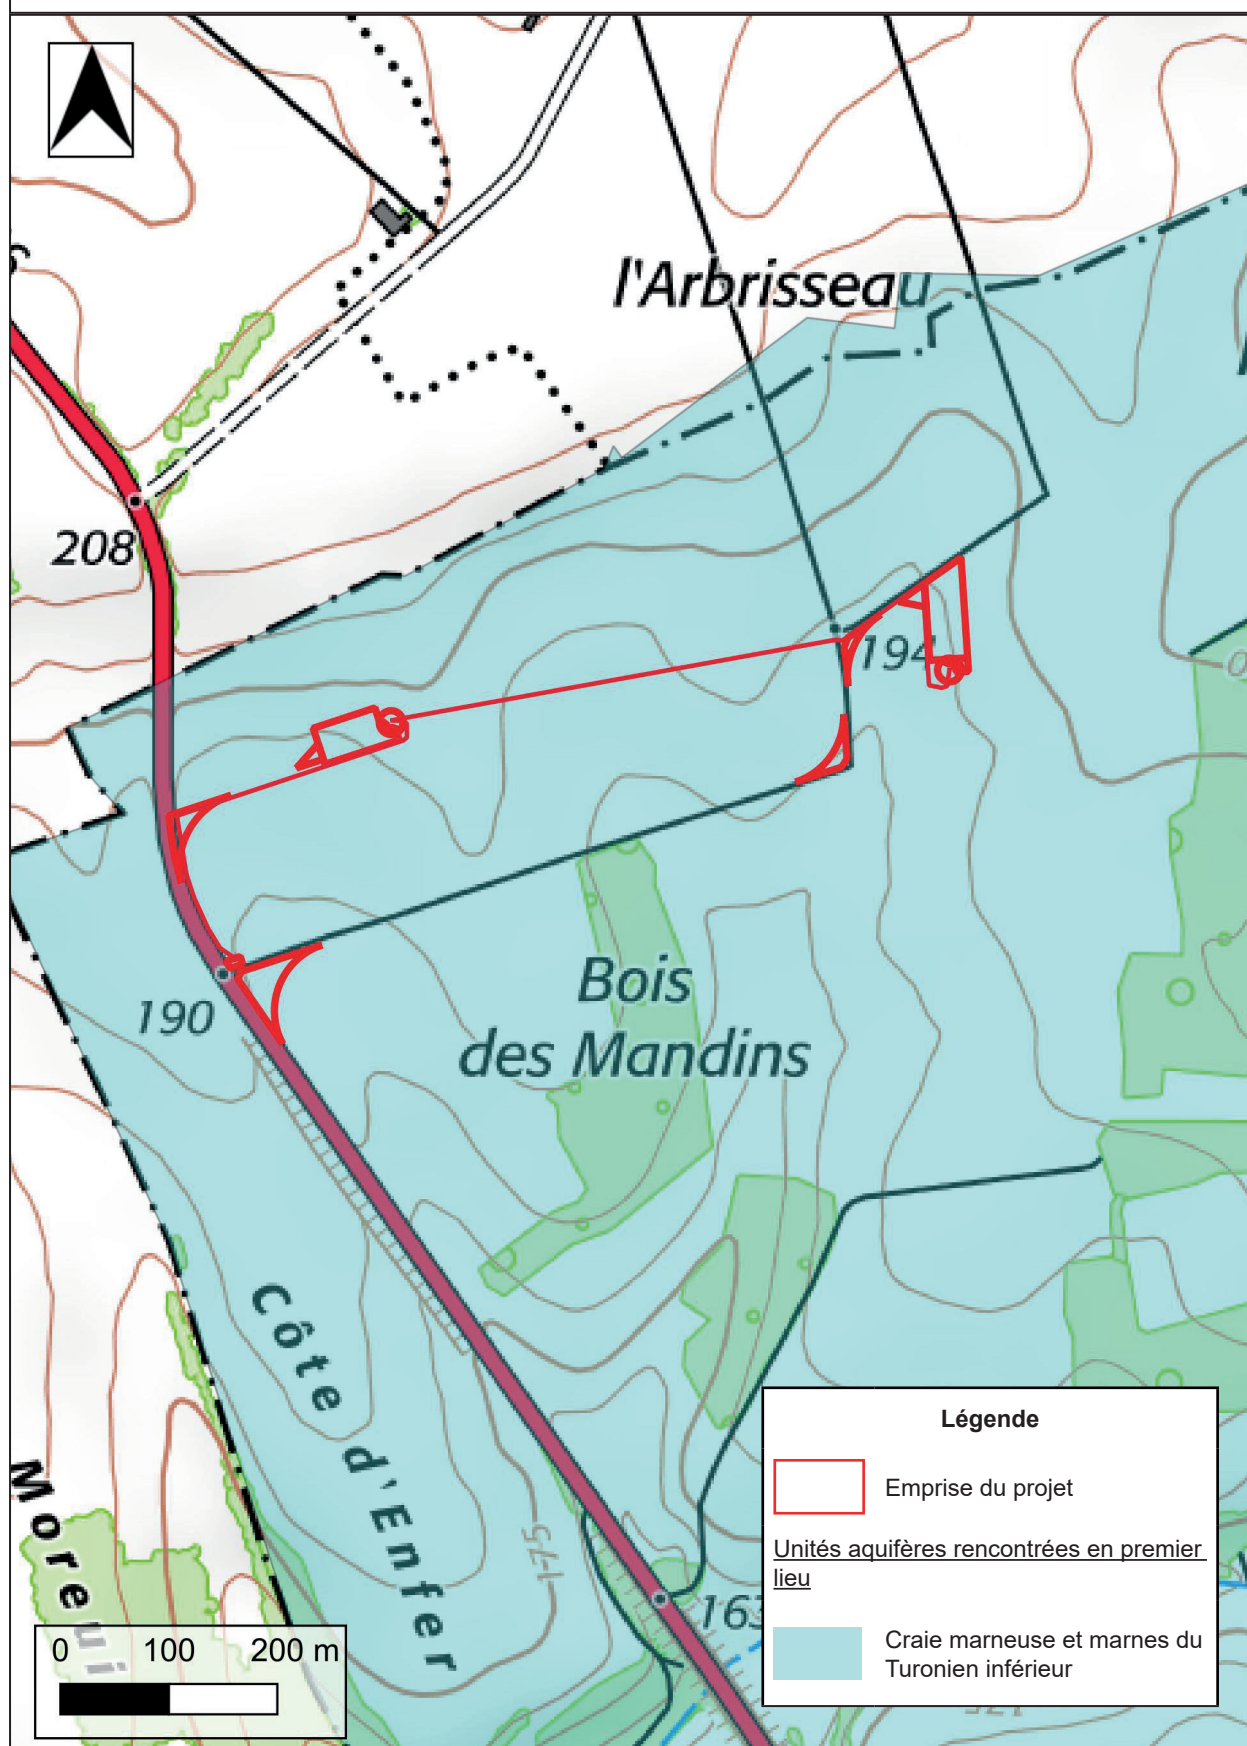 l'Arbrisseau
208
194
190
Bois
des Mandins
Côte d'Enfer
175
163
Légende
Emprise du projet
Unités aquifères rencontrées en premier
lieu
Craie marneuse et marnes du
Turonien inférieur
Moreui
0 100 200 m